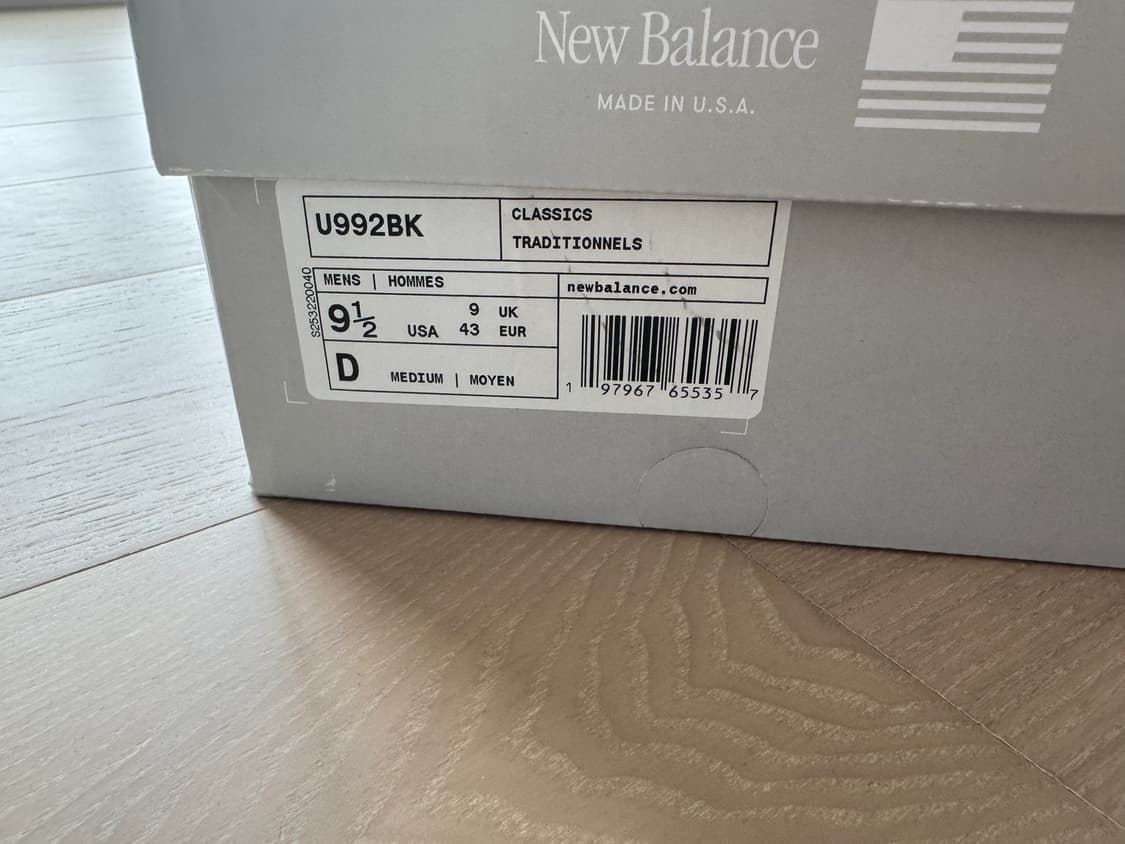 New Balance
MADE IN U.S.A.
U992BK
CLASSICS
TRADITIONNELS
S253220040
MENS | HOMMES
9½ USA 9 UK
43 EUR
D MEDIUM | MOYEN
newbalance.com
1 97967 65535 7